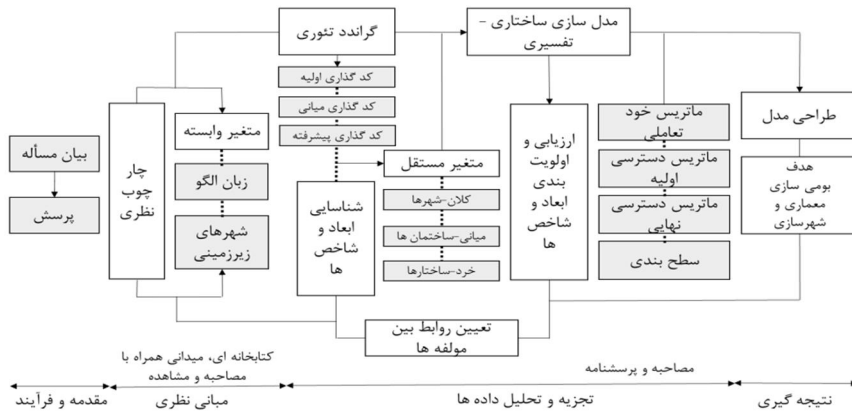 بیان مسأله
پرسش
چار
چوب
نظری
متغیر وابسته
زبان الگو
شهرهای
زیرزمینی
گراندد تئوری
کد گذاری اولیه
کد گذاری میانی
کد گذاری پیشرفته
شناسایی
ابعاد و
شاخص
ها
متغیر مستقل
کلان-شهرها
میانی-ساختمان ها
خرد-ساختارها
مدل سازی ساختاری -
تفسیری
ارزیابی و
اولویت
بندی
ابعاد و
شاخص
ها
ماتریس خود
تعاملی
ماتریس دسترسی
اولیه
ماتریس دسترسی
نهایی
سطح بندی
طراحی مدل
هدف
بومی سازی
معماری و
شهرسازی
تعیین روابط بین
مولفه ها
کتابخانه ای، میدانی همراه با
مصاحبه و مشاهده
مصاحبه و پرسشنامه
مقدمه و فرآیند
مبانی نظری
تجزیه و تحلیل داده ها
نتیجه گیری